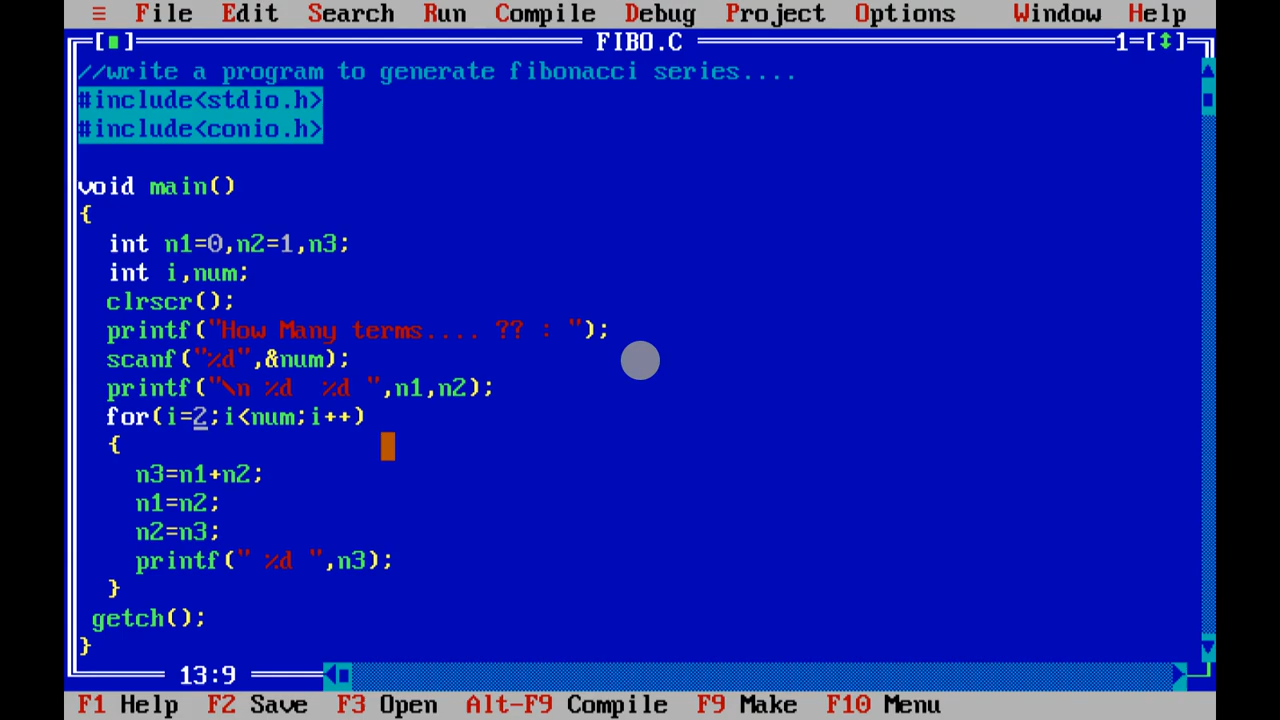 ≡ File Edit Search Run Compile Debug Project Options Window Help
[■] FIBO.C 1=[↕]
//write a program to generate fibonacci series....
#include<stdio.h>
#include<conio.h>
void main()
{
int n1=0,n2=1,n3;
int i,num;
clrscr();
printf("How Many terms.... ?? : ");
scanf("%d",&num);
printf("\n %d  %d ",n1,n2);
for(i=2;i<num;i++)
{
n3=n1+n2;
n1=n2;
n2=n3;
printf(" %d ",n3);
}
getch();
}
13:9
F1 Help F2 Save F3 Open Alt-F9 Compile F9 Make F10 Menu